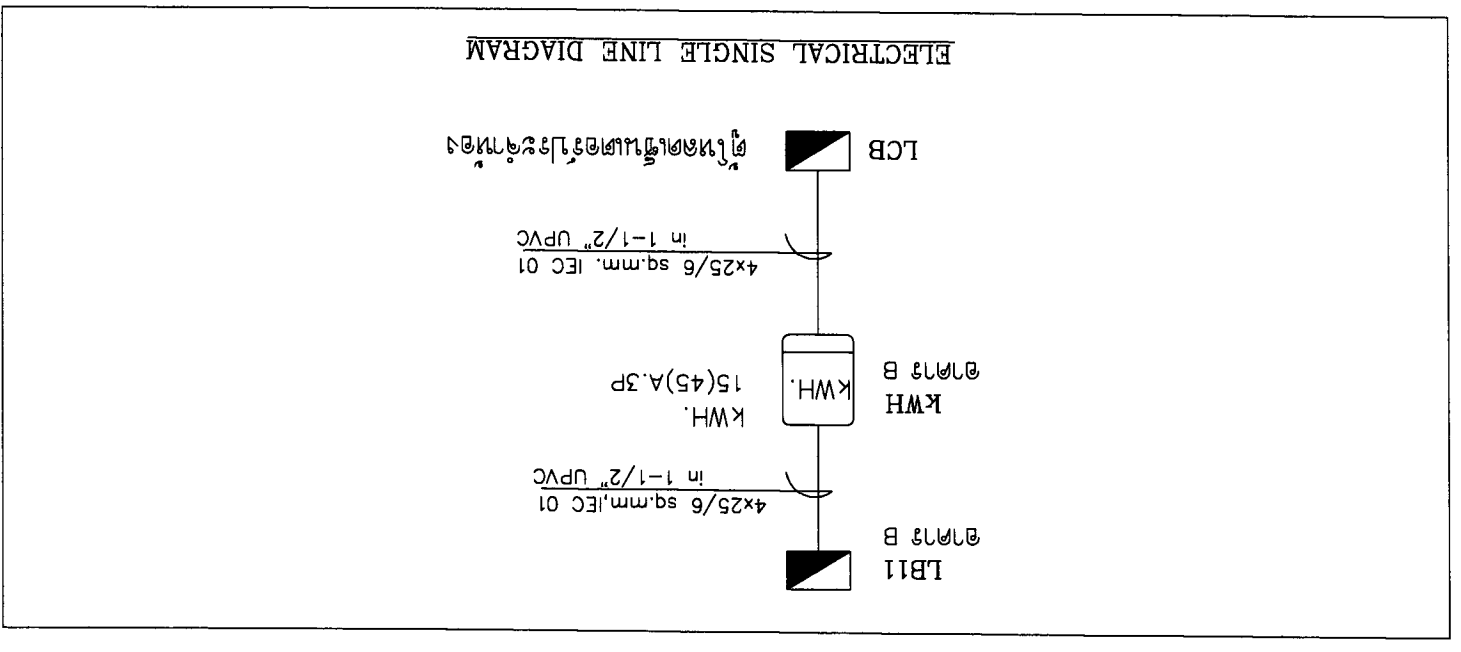 LB11
อาคาร B
4x25/6 sq.mm,IEC 01
in 1-1/2" UPVC
kWH
อาคาร B
kWH.
kWH.
15(45)A.3P
4x25/6 sq.mm. IEC 01
in 1-1/2" UPVC
LCB
ตู้โหลดเซ็นเตอร์ประจำห้อง
ELECTRICAL SINGLE LINE DIAGRAM